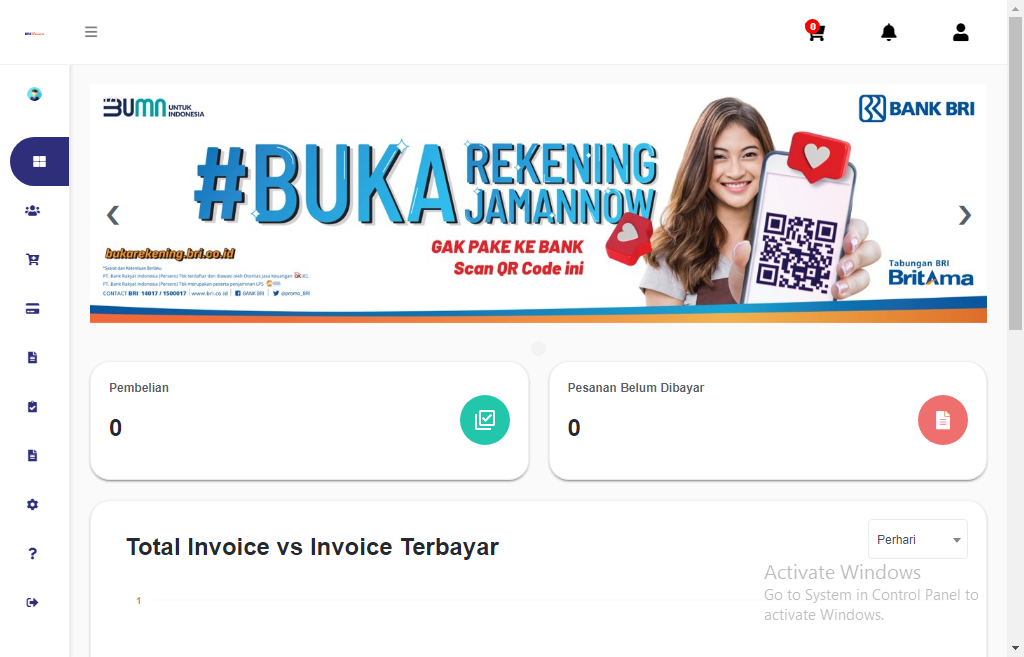 0
BUMN UNTUK INDONESIA
BANK BRI
#BUKA REKENING JAMANNOW
GAK PAKE KE BANK
Scan QR Code ini
bukarekening.bri.co.id
*Syarat dan Ketentuan Berlaku
PT. Bank Rakyat Indonesia (Persero) Tbk terdaftar dan diawasi oleh Otoritas Jasa Keuangan
PT. Bank Rakyat Indonesia (Persero) Tbk merupakan peserta penjaminan LPS
CONTACT BRI 14017 / 1500017 | www.bri.co.id | BANK BRI | @promo_BRI
Tabungan BRI
BritAma
Pembelian
0
Pesanan Belum Dibayar
0
Total Invoice vs Invoice Terbayar
Perhari
1
Activate Windows
Go to System in Control Panel to
activate Windows.